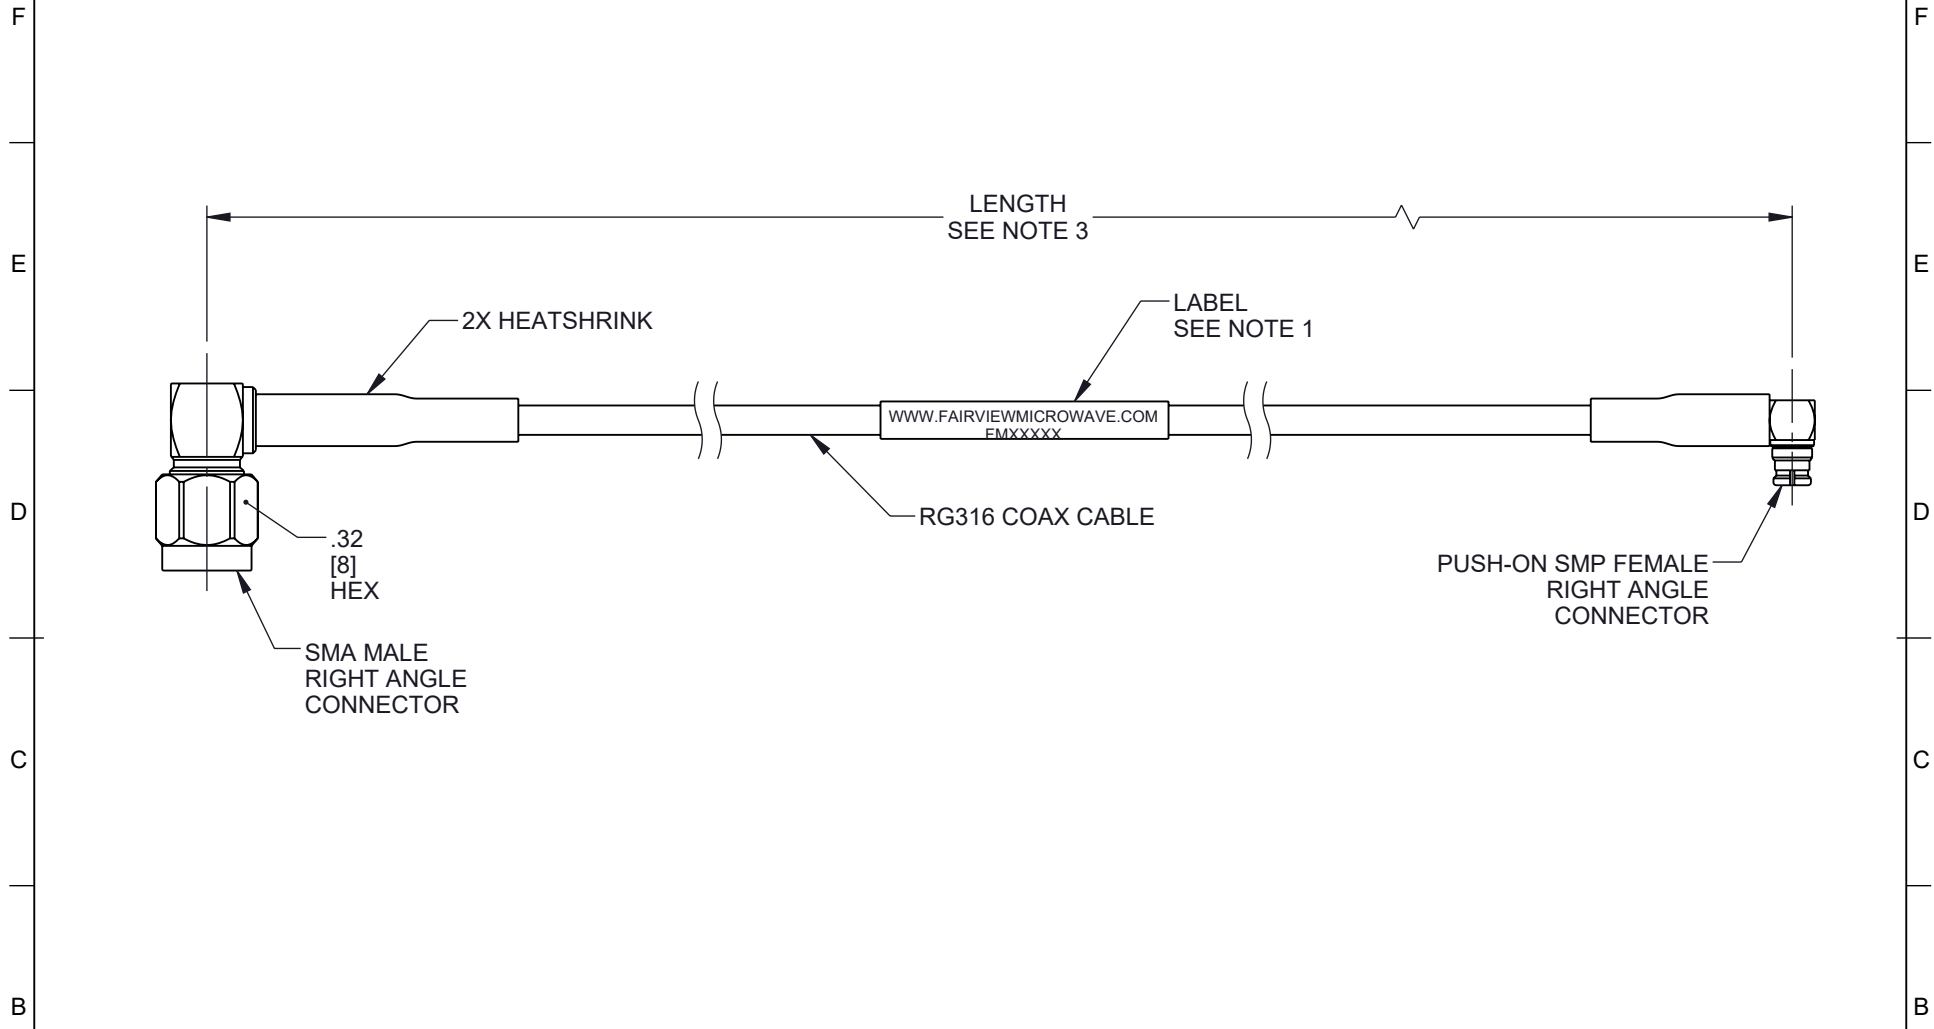 F
F
LENGTH
SEE NOTE 3
E
E
LABEL
SEE NOTE 1
2X HEATSHRINK
WWW.FAIRVIEWMICROWAVE.COM
FMXXXXX
D
D
RG316 COAX CABLE
.32
[8]
HEX
PUSH-ON SMP FEMALE
RIGHT ANGLE
CONNECTOR
SMA MALE
RIGHT ANGLE
CONNECTOR
C
C
B
B